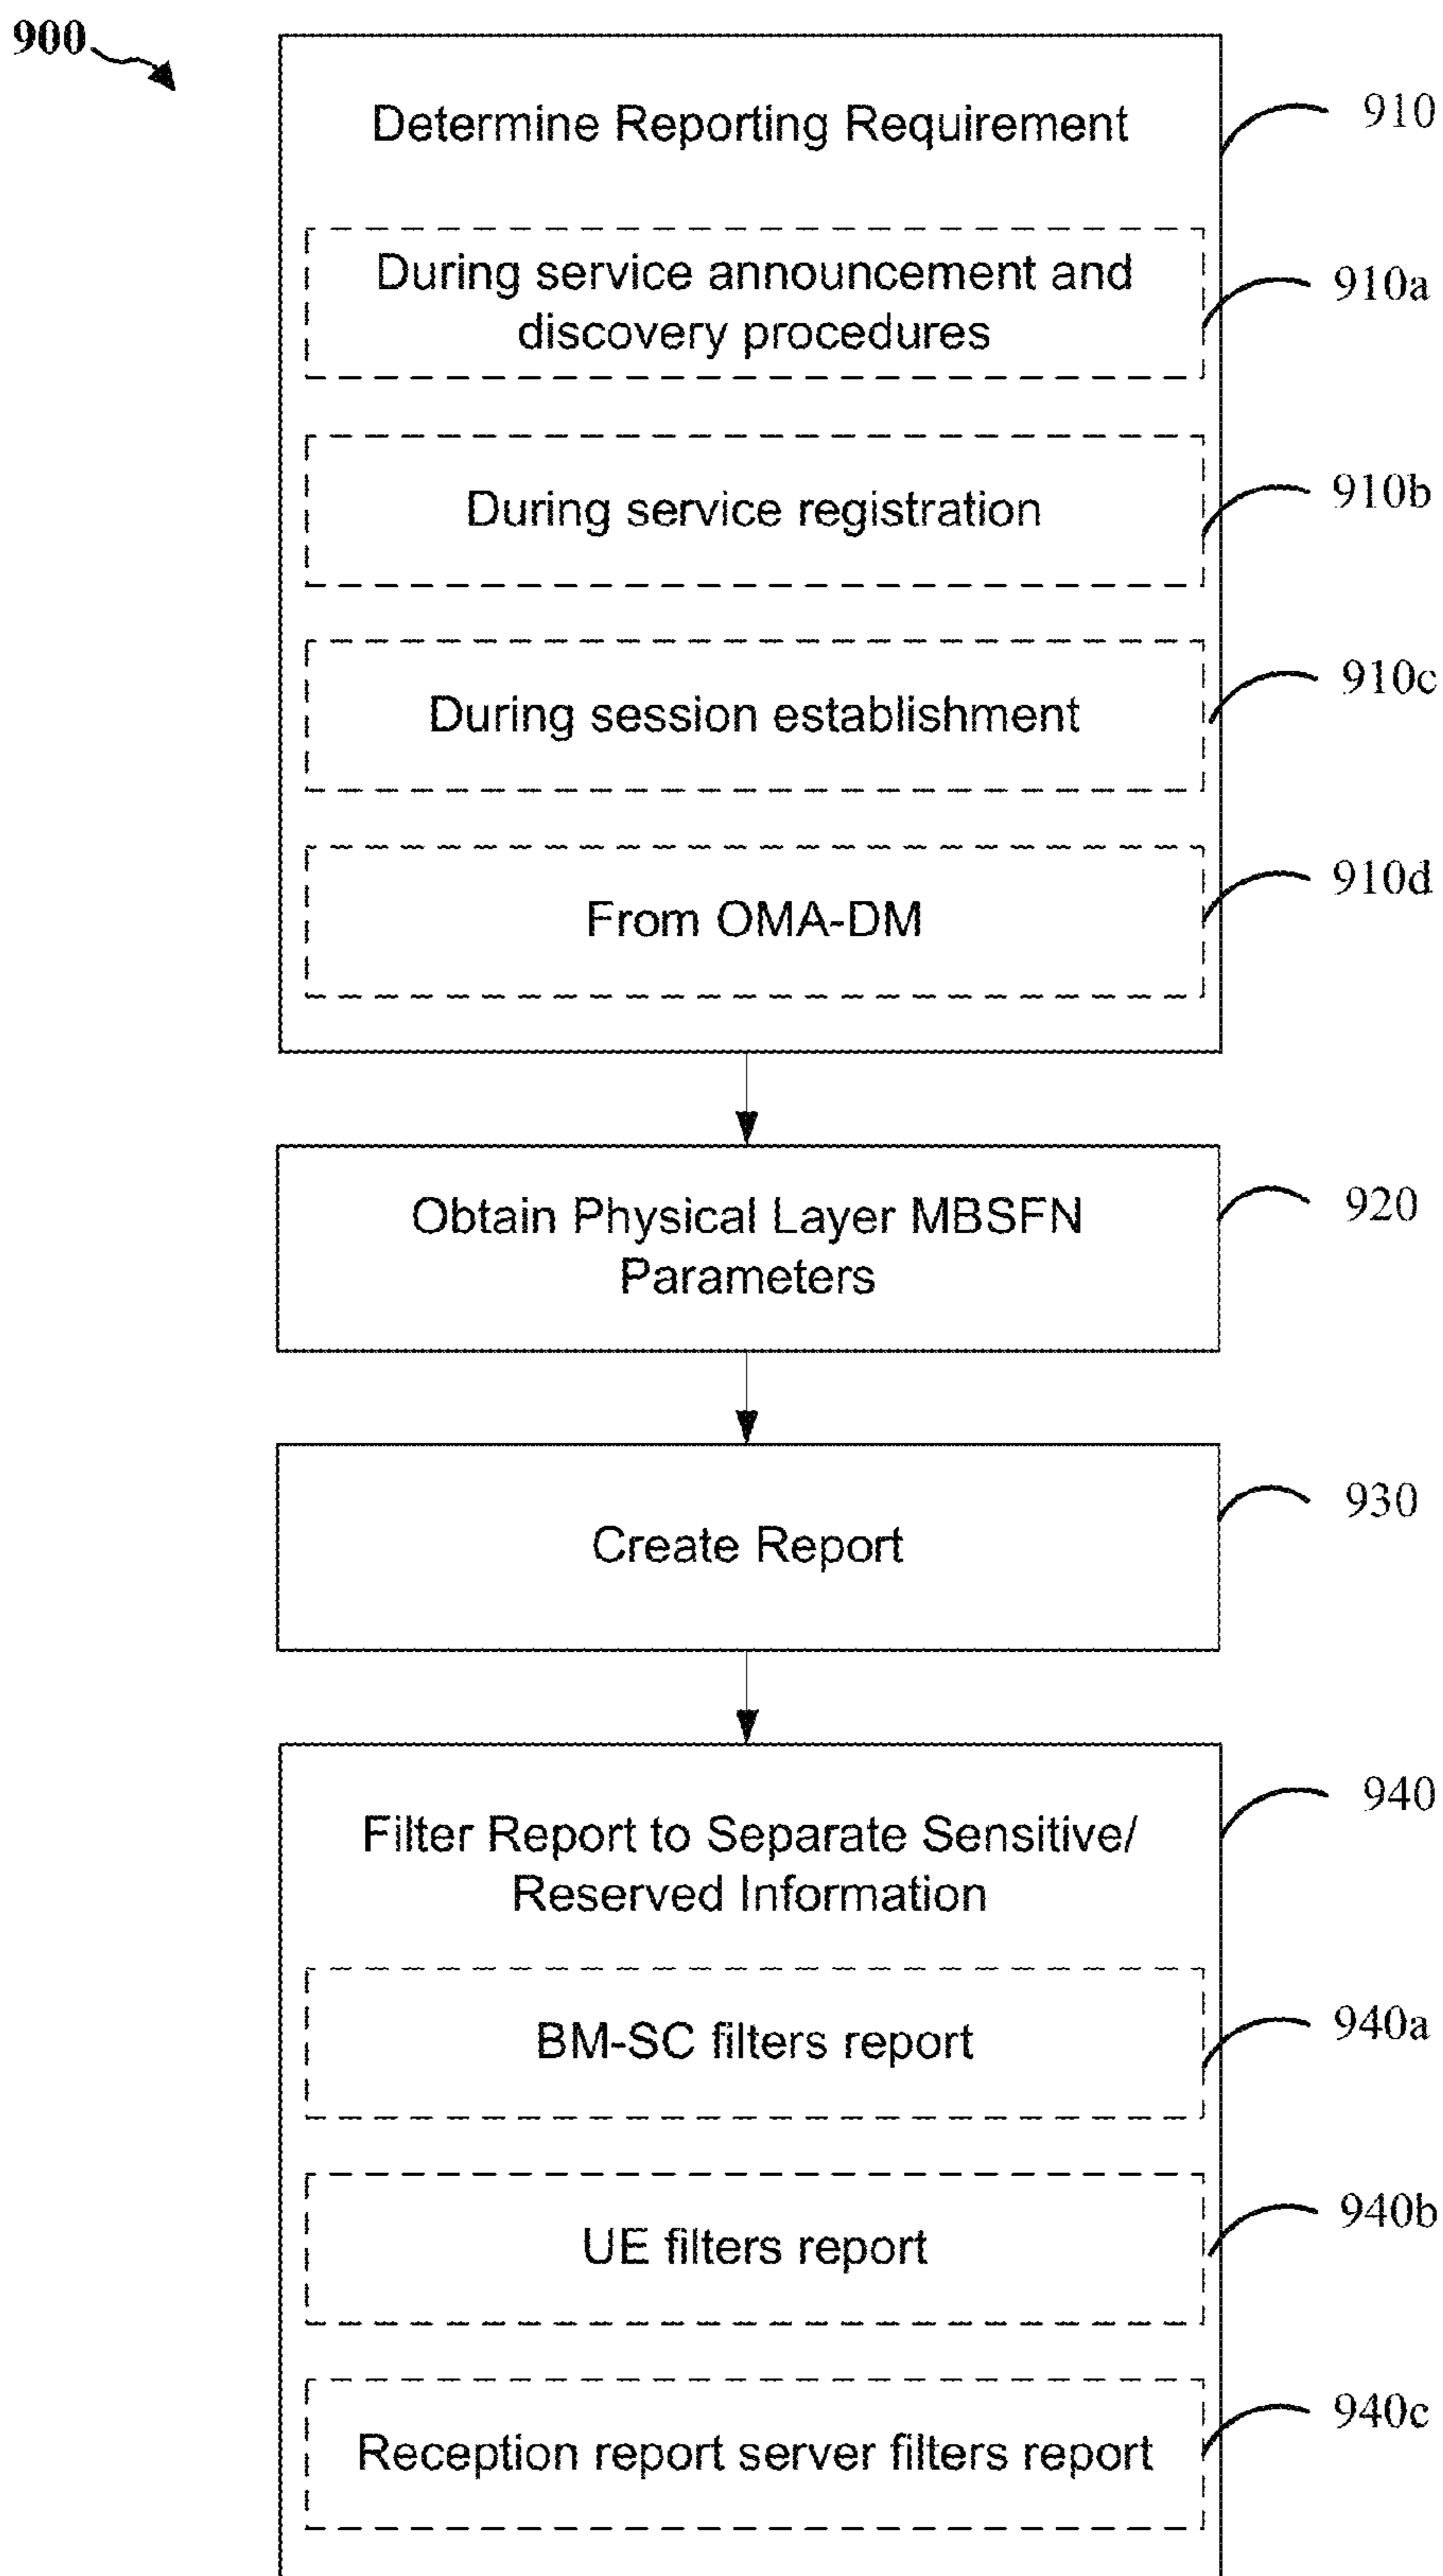 900
Determine Reporting Requirement
910
During service announcement and
discovery procedures
910a
During service registration
910b
During session establishment
910c
From OMA-DM
910d
Obtain Physical Layer MBSFN
Parameters
920
Create Report
930
Filter Report to Separate Sensitive/
Reserved Information
940
BM-SC filters report
940a
UE filters report
940b
Reception report server filters report
940c